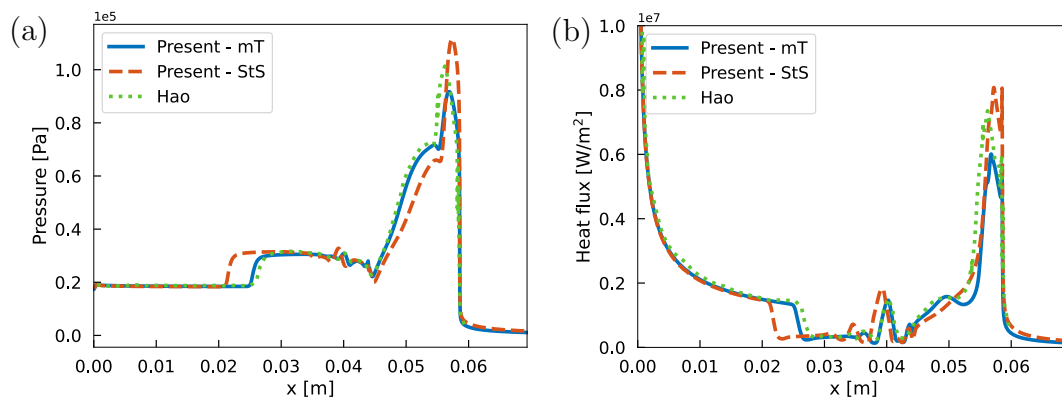 (a)
1e5
Present - mT
Present - StS
Hao
Pressure [Pa]
1.0
0.8
0.6
0.4
0.2
0.0
0.00 0.01 0.02 0.03 0.04 0.05 0.06
x [m]
(b)
1e7
Present - mT
Present - StS
Hao
Heat flux [W/m²]
1.0
0.8
0.6
0.4
0.2
0.0
0.00 0.01 0.02 0.03 0.04 0.05 0.06
x [m]